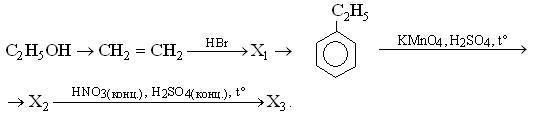 C₂H₅
C₂H₅OH → CH₂ = CH₂ —HBr→ X₁ → —KMnO₄, H₂SO₄, t°→
→ X₂ —HNO₃(конц.), H₂SO₄(конц.), t°→ X₃.